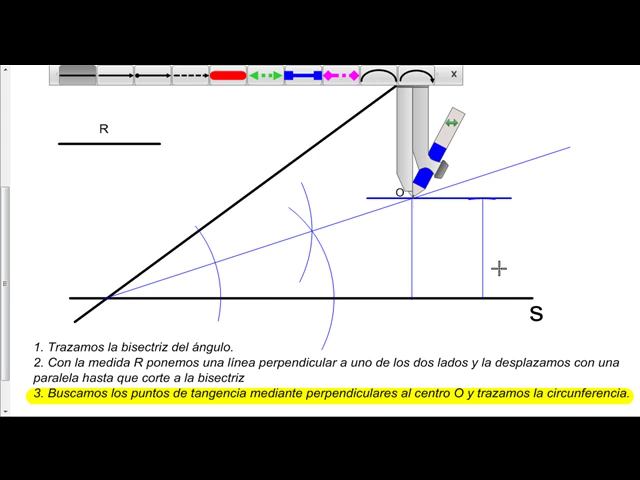 X
R
O
S
1. Trazamos la bisectriz del ángulo.
2. Con la medida R ponemos una línea perpendicular a uno de los dos lados y la desplazamos con una
paralela hasta que corte a la bisectriz
3. Buscamos los puntos de tangencia mediante perpendiculares al centro O y trazamos la circunferencia.